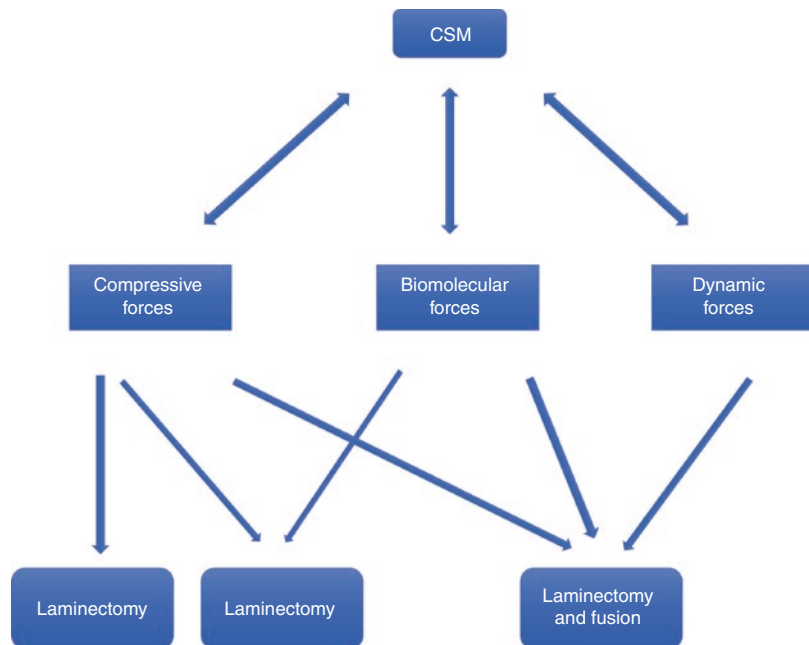 CSM
Compressive
forces
Biomolecular
forces
Dynamic
forces
Laminectomy
Laminectomy
Laminectomy
and fusion